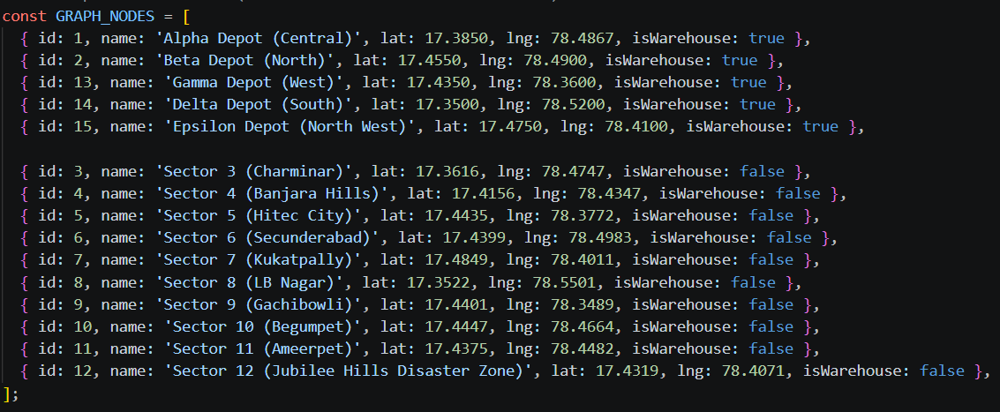 const GRAPH_NODES = [
{ id: 1, name: 'Alpha Depot (Central)', lat: 17.3850, lng: 78.4867, isWarehouse: true },
{ id: 2, name: 'Beta Depot (North)', lat: 17.4550, lng: 78.4900, isWarehouse: true },
{ id: 13, name: 'Gamma Depot (West)', lat: 17.4350, lng: 78.3600, isWarehouse: true },
{ id: 14, name: 'Delta Depot (South)', lat: 17.3500, lng: 78.5200, isWarehouse: true },
{ id: 15, name: 'Epsilon Depot (North West)', lat: 17.4750, lng: 78.4100, isWarehouse: true },
{ id: 3, name: 'Sector 3 (Charminar)', lat: 17.3616, lng: 78.4747, isWarehouse: false },
{ id: 4, name: 'Sector 4 (Banjara Hills)', lat: 17.4156, lng: 78.4347, isWarehouse: false },
{ id: 5, name: 'Sector 5 (Hitec City)', lat: 17.4435, lng: 78.3772, isWarehouse: false },
{ id: 6, name: 'Sector 6 (Secunderabad)', lat: 17.4399, lng: 78.4983, isWarehouse: false },
{ id: 7, name: 'Sector 7 (Kukatpally)', lat: 17.4849, lng: 78.4011, isWarehouse: false },
{ id: 8, name: 'Sector 8 (LB Nagar)', lat: 17.3522, lng: 78.5501, isWarehouse: false },
{ id: 9, name: 'Sector 9 (Gachibowli)', lat: 17.4401, lng: 78.3489, isWarehouse: false },
{ id: 10, name: 'Sector 10 (Begumpet)', lat: 17.4447, lng: 78.4664, isWarehouse: false },
{ id: 11, name: 'Sector 11 (Ameerpet)', lat: 17.4375, lng: 78.4482, isWarehouse: false },
{ id: 12, name: 'Sector 12 (Jubilee Hills Disaster Zone)', lat: 17.4319, lng: 78.4071, isWarehouse: false },
];